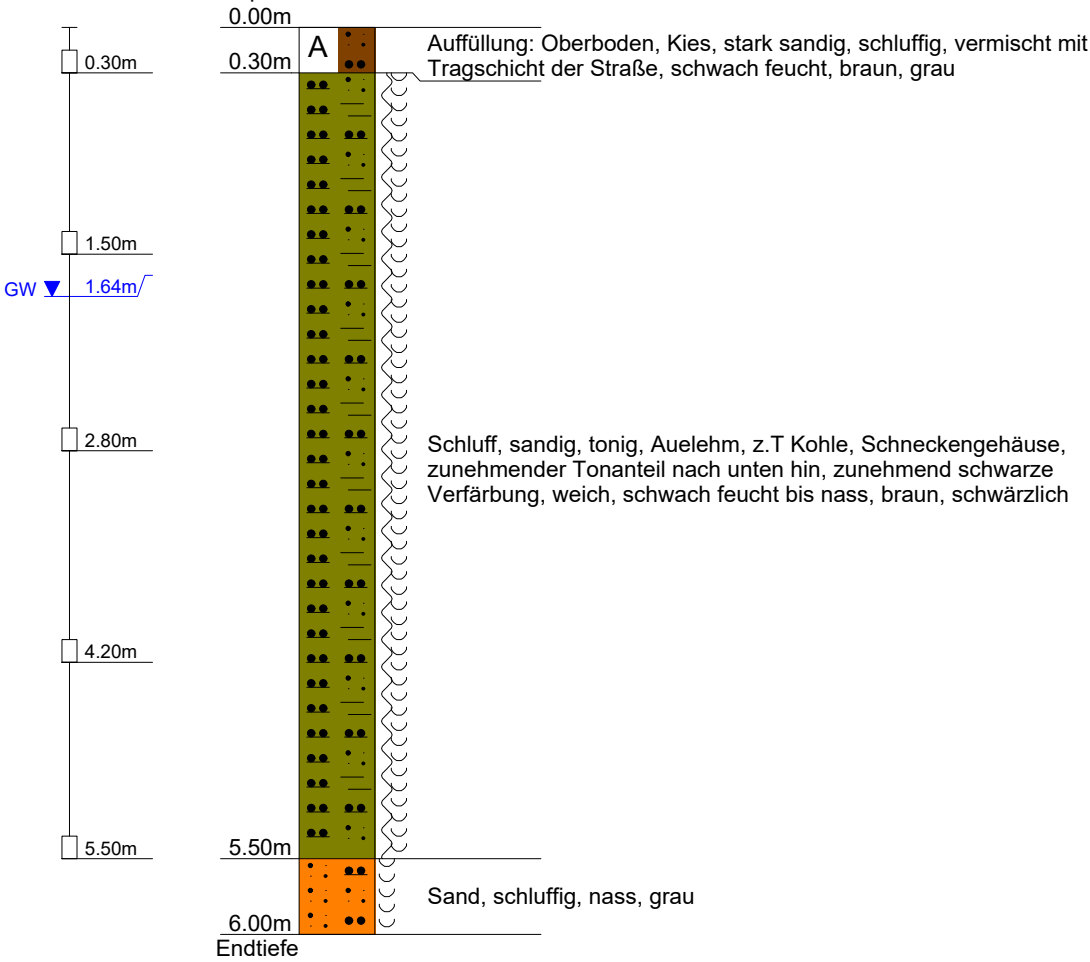 0.00m
A
0.30m
0.30m
Auffüllung: Oberboden, Kies, stark sandig, schluffig, vermischt mit
Tragschicht der Straße, schwach feucht, braun, grau
1.50m
GW 1.64m
2.80m
Schluff, sandig, tonig, Auelehm, z.T Kohle, Schneckengehäuse,
zunehmender Tonanteil nach unten hin, zunehmend schwarze
Verfärbung, weich, schwach feucht bis nass, braun, schwärzlich
4.20m
5.50m
5.50m
Sand, schluffig, nass, grau
6.00m
Endtiefe